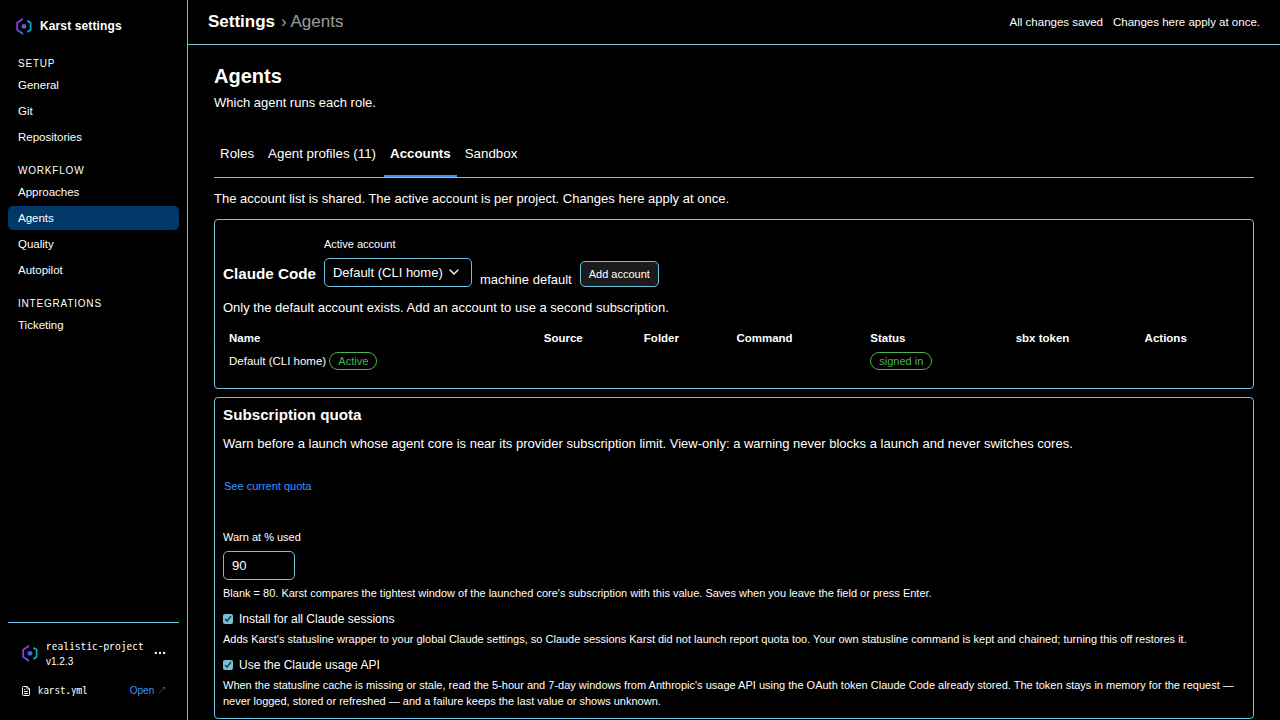 Karst settings
SETUP
General
Git
Repositories
WORKFLOW
Approaches
Agents
Quality
Autopilot
INTEGRATIONS
Ticketing
realistic-project
v1.2.3
karst.yml
Open ↗
Settings › Agents
All changes saved Changes here apply at once.
Agents
Which agent runs each role.
Roles Agent profiles (11) Accounts Sandbox
The account list is shared. The active account is per project. Changes here apply at once.
Active account
Claude Code Default (CLI home) machine default Add account
Only the default account exists. Add an account to use a second subscription.
Name Source Folder Command Status sbx token Actions
Default (CLI home) Active signed in
Subscription quota
Warn before a launch whose agent core is near its provider subscription limit. View-only: a warning never blocks a launch and never switches cores.
See current quota
Warn at % used
90
Blank = 80. Karst compares the tightest window of the launched core's subscription with this value. Saves when you leave the field or press Enter.
Install for all Claude sessions
Adds Karst's statusline wrapper to your global Claude settings, so Claude sessions Karst did not launch report quota too. Your own statusline command is kept and chained; turning this off restores it.
Use the Claude usage API
When the statusline cache is missing or stale, read the 5-hour and 7-day windows from Anthropic's usage API using the OAuth token Claude Code already stored. The token stays in memory for the request —
never logged, stored or refreshed — and a failure keeps the last value or shows unknown.